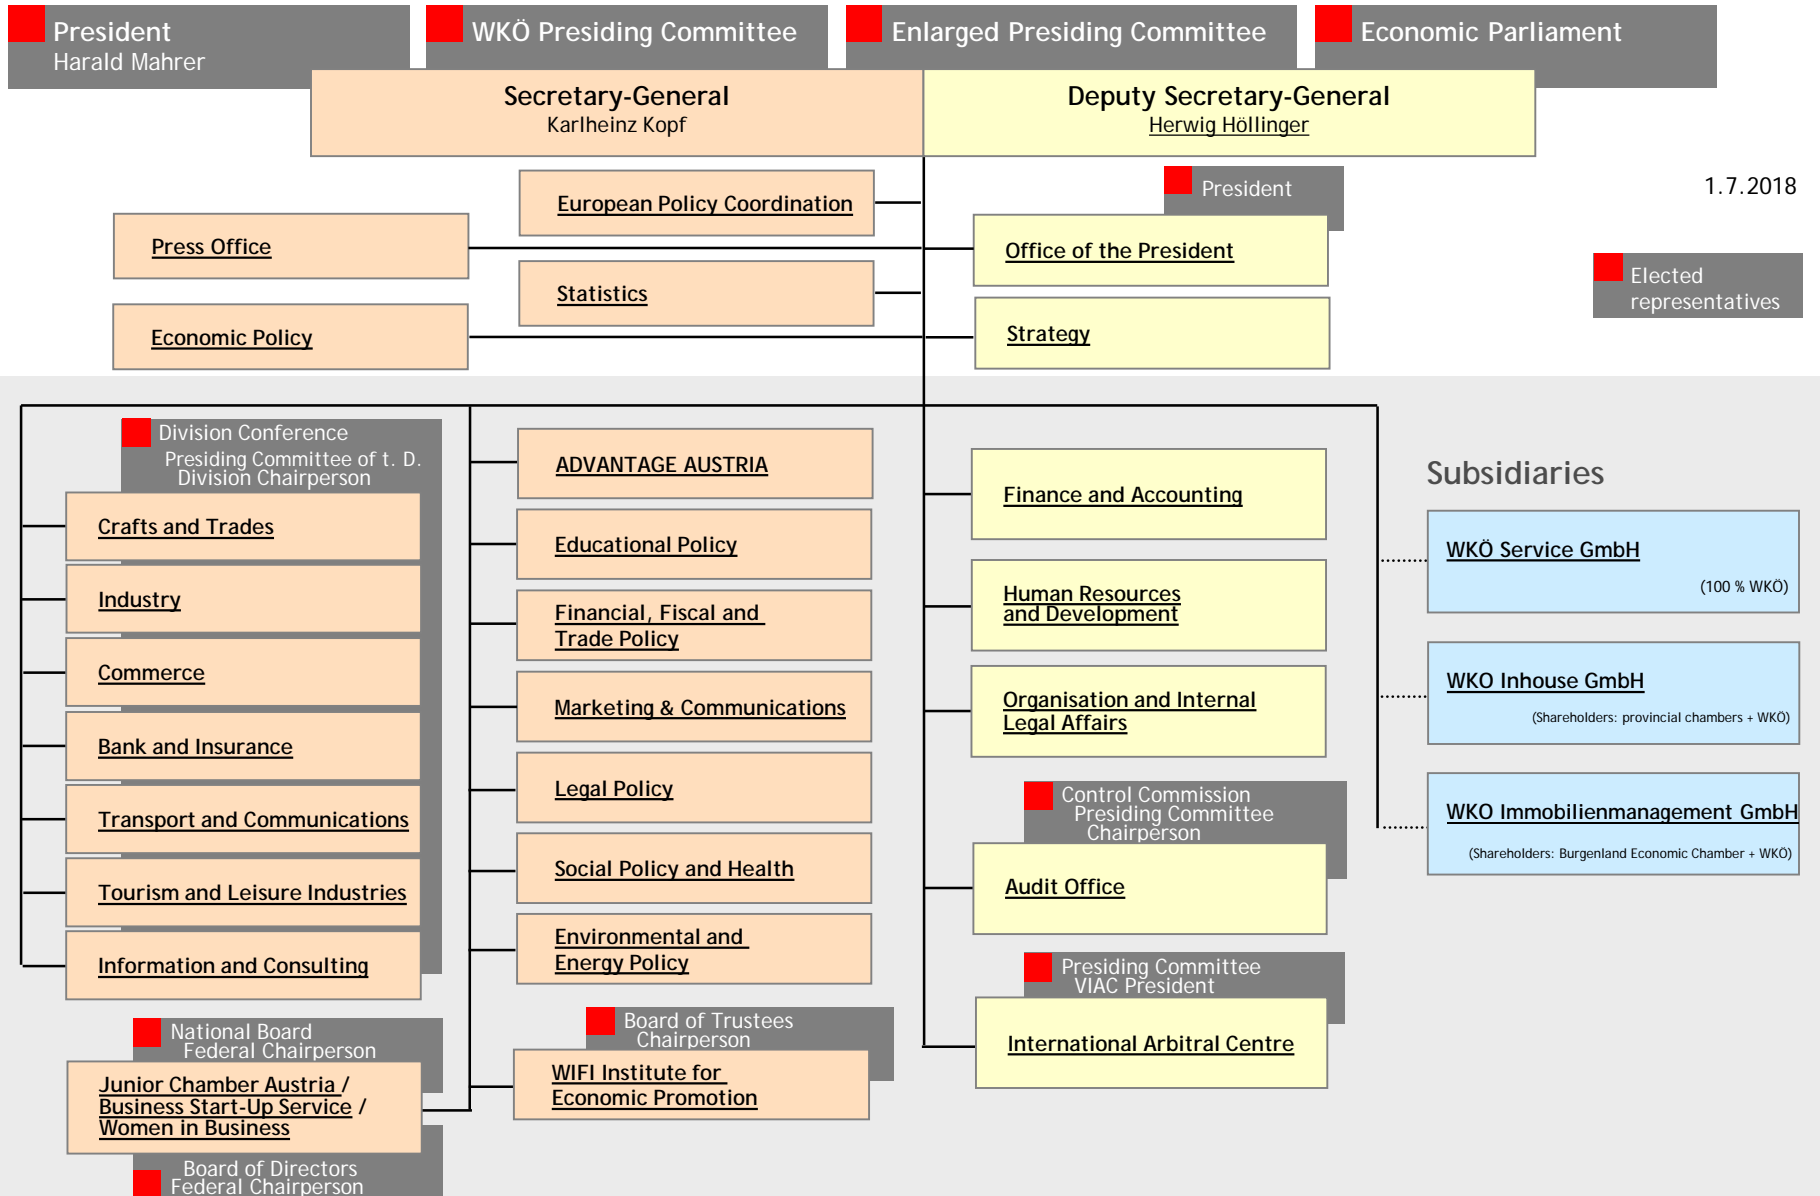 President
Harald Mahrer
WKÖ Presiding Committee
Enlarged Presiding Committee
Economic Parliament
Secretary-General
Karlheinz Kopf
Deputy Secretary-General
Herwig Höllinger
1.7.2018
Elected
representatives
European Policy Coordination
Press Office
Statistics
Economic Policy
President
Office of the President
Strategy
Division Conference
Presiding Committee of t. D.
Division Chairperson
Crafts and Trades
Industry
Commerce
Bank and Insurance
Transport and Communications
Tourism and Leisure Industries
Information and Consulting
National Board
Federal Chairperson
Junior Chamber Austria /
Business Start-Up Service /
Women in Business
Board of Directors
Federal Chairperson
ADVANTAGE AUSTRIA
Educational Policy
Financial, Fiscal and
Trade Policy
Marketing & Communications
Legal Policy
Social Policy and Health
Environmental and
Energy Policy
Board of Trustees
Chairperson
WIFI Institute for
Economic Promotion
Finance and Accounting
Human Resources
and Development
Organisation and Internal
Legal Affairs
Control Commission
Presiding Committee
Chairperson
Audit Office
Presiding Committee
VIAC President
International Arbitral Centre
Subsidiaries
WKÖ Service GmbH
(100 % WKÖ)
WKO Inhouse GmbH
(Shareholders: provincial chambers + WKÖ)
WKO Immobilienmanagement GmbH
(Shareholders: Burgenland Economic Chamber + WKÖ)